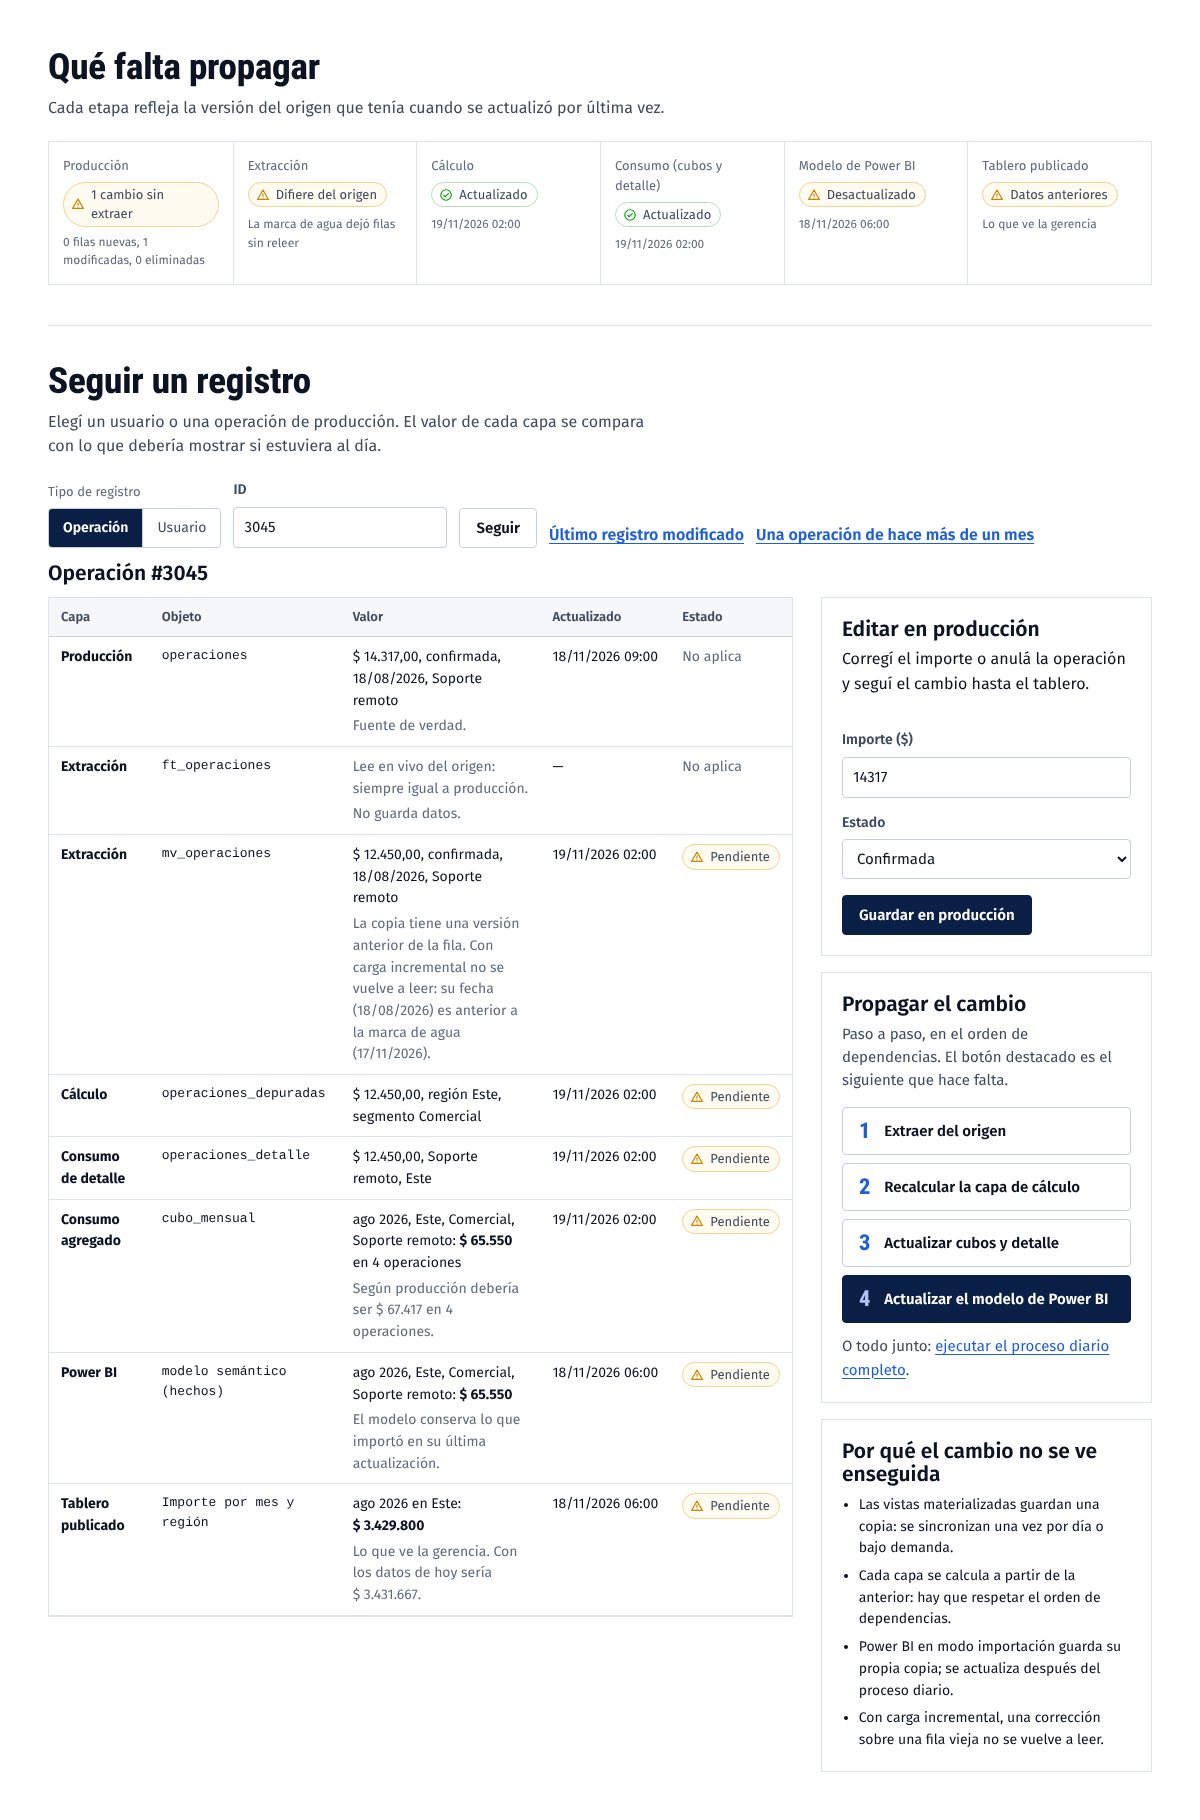 Qué falta propagar
Cada etapa refleja la versión del origen que tenía cuando se actualizó por última vez.
Producción
1 cambio sin
extraer
0 filas nuevas, 1
modificadas, 0 eliminadas
Extracción
Difiere del origen
La marca de agua dejó filas
sin releer
Cálculo
Actualizado
19/11/2026 02:00
Consumo (cubos y
detalle)
Actualizado
19/11/2026 02:00
Modelo de Power BI
Desactualizado
18/11/2026 06:00
Tablero publicado
Datos anteriores
Lo que ve la gerencia
Seguir un registro
Elegí un usuario o una operación de producción. El valor de cada capa se compara
con lo que debería mostrar si estuviera al día.
Tipo de registro
Operación
Usuario
ID
3045
Seguir
Último registro modificado
Una operación de hace más de un mes
Operación #3045
Capa
Objeto
Valor
Actualizado
Estado
Producción
operaciones
$ 14.317,00, confirmada,
18/08/2026, Soporte
remoto
Fuente de verdad.
18/11/2026 09:00
No aplica
Extracción
ft_operaciones
Lee en vivo del origen:
siempre igual a producción.
No guarda datos.
—
No aplica
Extracción
mv_operaciones
$ 12.450,00, confirmada,
18/08/2026, Soporte
remoto
La copia tiene una versión
anterior de la fila. Con
carga incremental no se
vuelve a leer: su fecha
(18/08/2026) es anterior a
la marca de agua
(17/11/2026).
19/11/2026 02:00
Pendiente
Cálculo
operaciones_depuradas
$ 12.450,00, región Este,
segmento Comercial
19/11/2026 02:00
Pendiente
Consumo
de detalle
operaciones_detalle
$ 12.450,00, Soporte
remoto, Este
19/11/2026 02:00
Pendiente
Consumo
agregado
cubo_mensual
ago 2026, Este, Comercial,
Soporte remoto: $ 65.550
en 4 operaciones
Según producción debería
ser $ 67.417 en 4
operaciones.
19/11/2026 02:00
Pendiente
Power BI
modelo semántico
(hechos)
ago 2026, Este, Comercial,
Soporte remoto: $ 65.550
El modelo conserva lo que
importó en su última
actualización.
18/11/2026 06:00
Pendiente
Tablero
publicado
Importe por mes y
región
ago 2026 en Este:
$ 3.429.800
Lo que ve la gerencia. Con
los datos de hoy sería
$ 3.431.667.
18/11/2026 06:00
Pendiente
Editar en producción
Corregí el importe o anulá la operación
y seguí el cambio hasta el tablero.
Importe ($)
14317
Estado
Confirmada
Guardar en producción
Propagar el cambio
Paso a paso, en el orden de
dependencias. El botón destacado es el
siguiente que hace falta.
1 Extraer del origen
2 Recalcular la capa de cálculo
3 Actualizar cubos y detalle
4 Actualizar el modelo de Power BI
O todo junto: ejecutar el proceso diario
completo.
Por qué el cambio no se ve
enseguida
• Las vistas materializadas guardan una
copia: se sincronizan una vez por día o
bajo demanda.
• Cada capa se calcula a partir de la
anterior: hay que respetar el orden de
dependencias.
• Power BI en modo importación guarda su
propia copia; se actualiza después del
proceso diario.
• Con carga incremental, una corrección
sobre una fila vieja no se vuelve a leer.